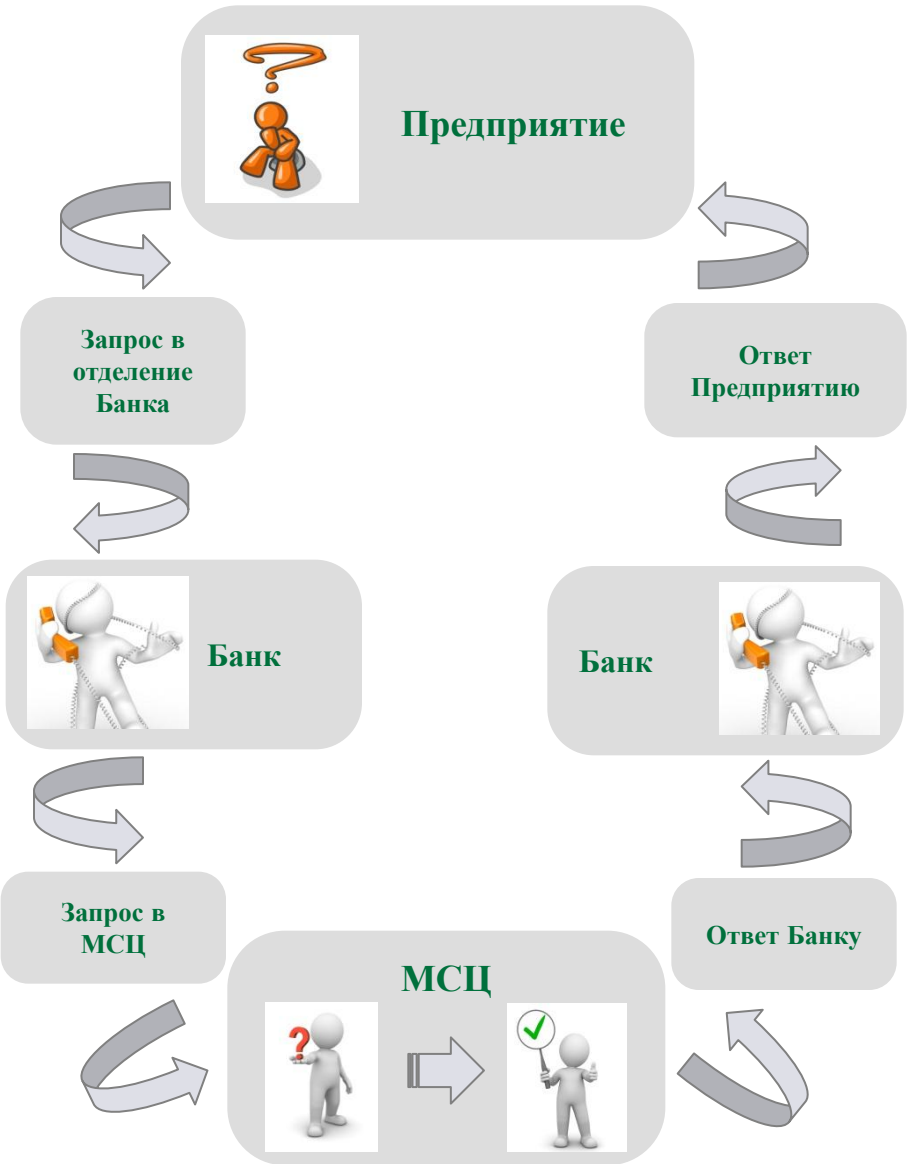 Предприятие
Запрос в
отделение
Банка
Ответ
Предприятию
Банк
Банк
Запрос в
МСЦ
Ответ Банку
МСЦ